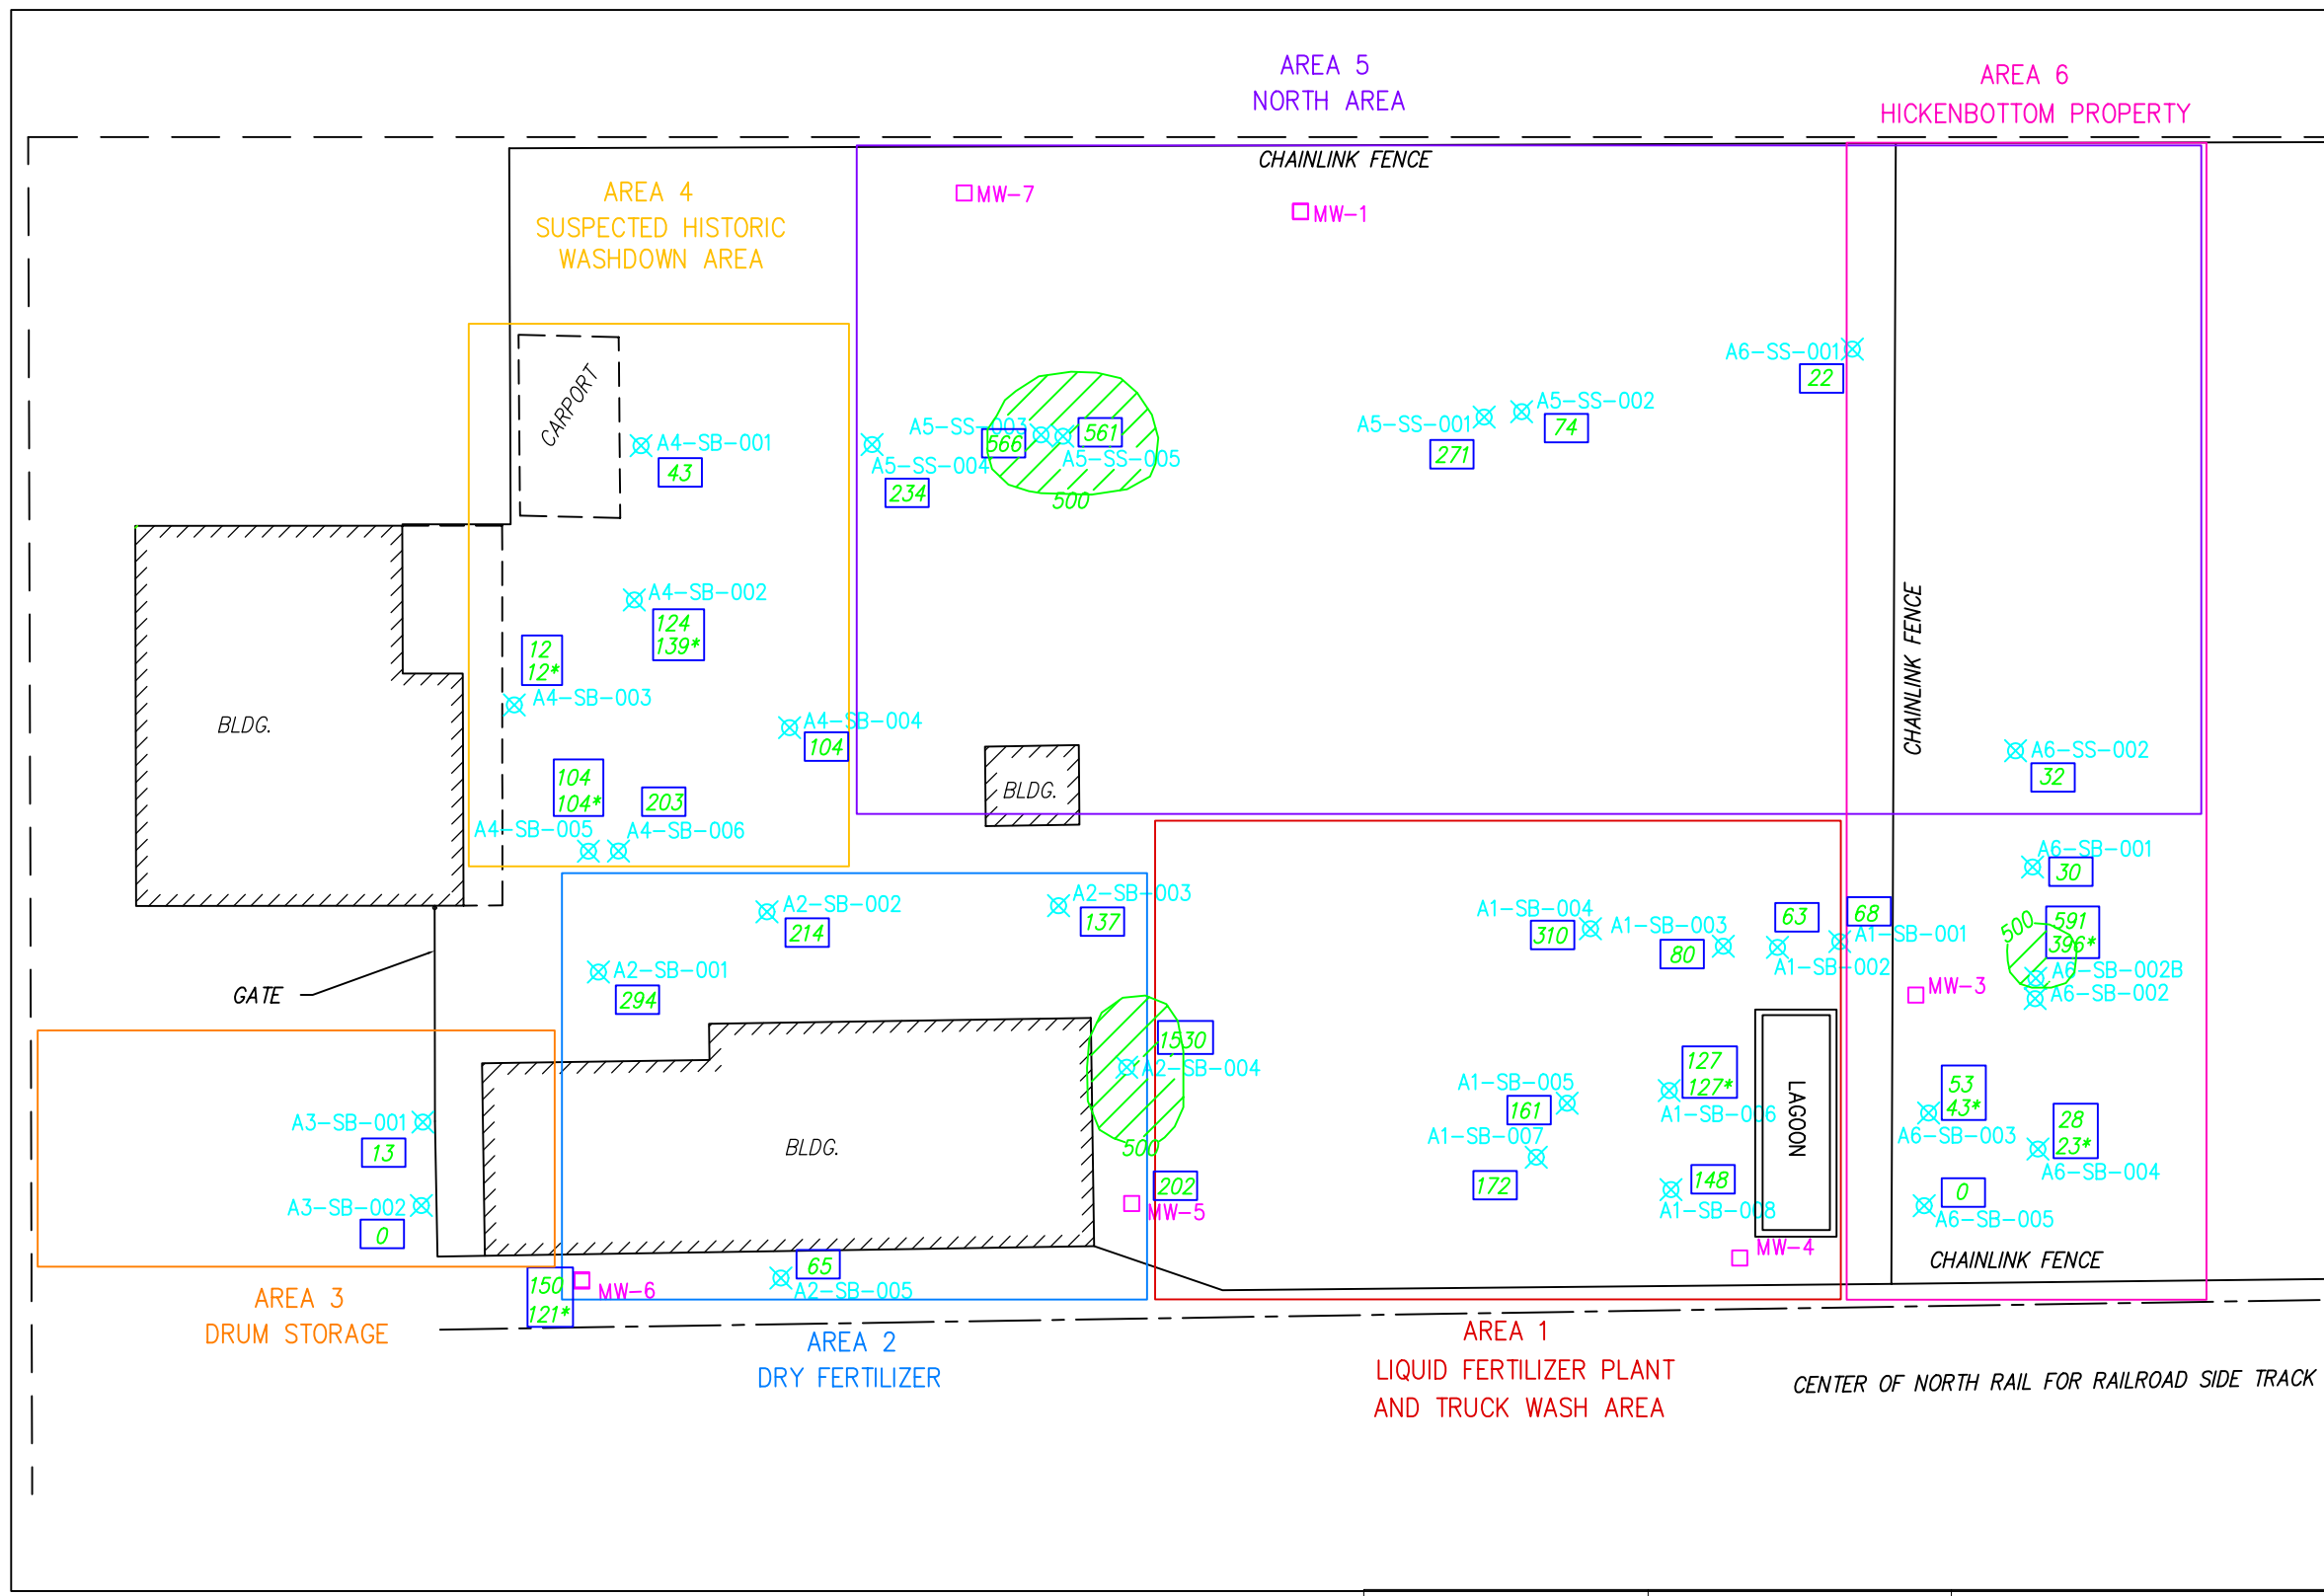 AREA 5
NORTH AREA
AREA 6
HICKENBOTTOM PROPERTY
CHAINLINK FENCE
AREA 4
SUSPECTED HISTORIC
WASHDOWN AREA
MW-7
MW-1
CARPORT
A4-SB-001
43
A5-SS-003
566
561
A5-SS-004
A5-SS-005
234
500
A5-SS-001
271
A5-SS-002
74
A6-SS-001
22
A4-SB-002
124
139*
12
12*
A4-SB-003
A4-SB-004
104
BLDG.
104
104*
203
A4-SB-005
A4-SB-006
BLDG.
CHAINLINK FENCE
A6-SS-002
32
A6-SB-001
30
A2-SB-002
214
A2-SB-003
137
A2-SB-001
294
A1-SB-004
310
A1-SB-003
80
63
A1-SB-002
68
A1-SB-001
500
591
396*
A6-SB-002B
A6-SB-002
MW-3
GATE
1530
A2-SB-004
500
A1-SB-005
161
127
127*
A1-SB-006
LAGOON
53
43*
A6-SB-003
28
23*
A6-SB-004
A3-SB-001
13
BLDG.
A1-SB-007
172
148
A1-SB-008
A3-SB-002
0
202
MW-5
0
A6-SB-005
MW-4
CHAINLINK FENCE
150
121*
MW-6
65
A2-SB-005
AREA 3
DRUM STORAGE
AREA 2
DRY FERTILIZER
AREA 1
LIQUID FERTILIZER PLANT
AND TRUCK WASH AREA
CENTER OF NORTH RAIL FOR RAILROAD SIDE TRACK